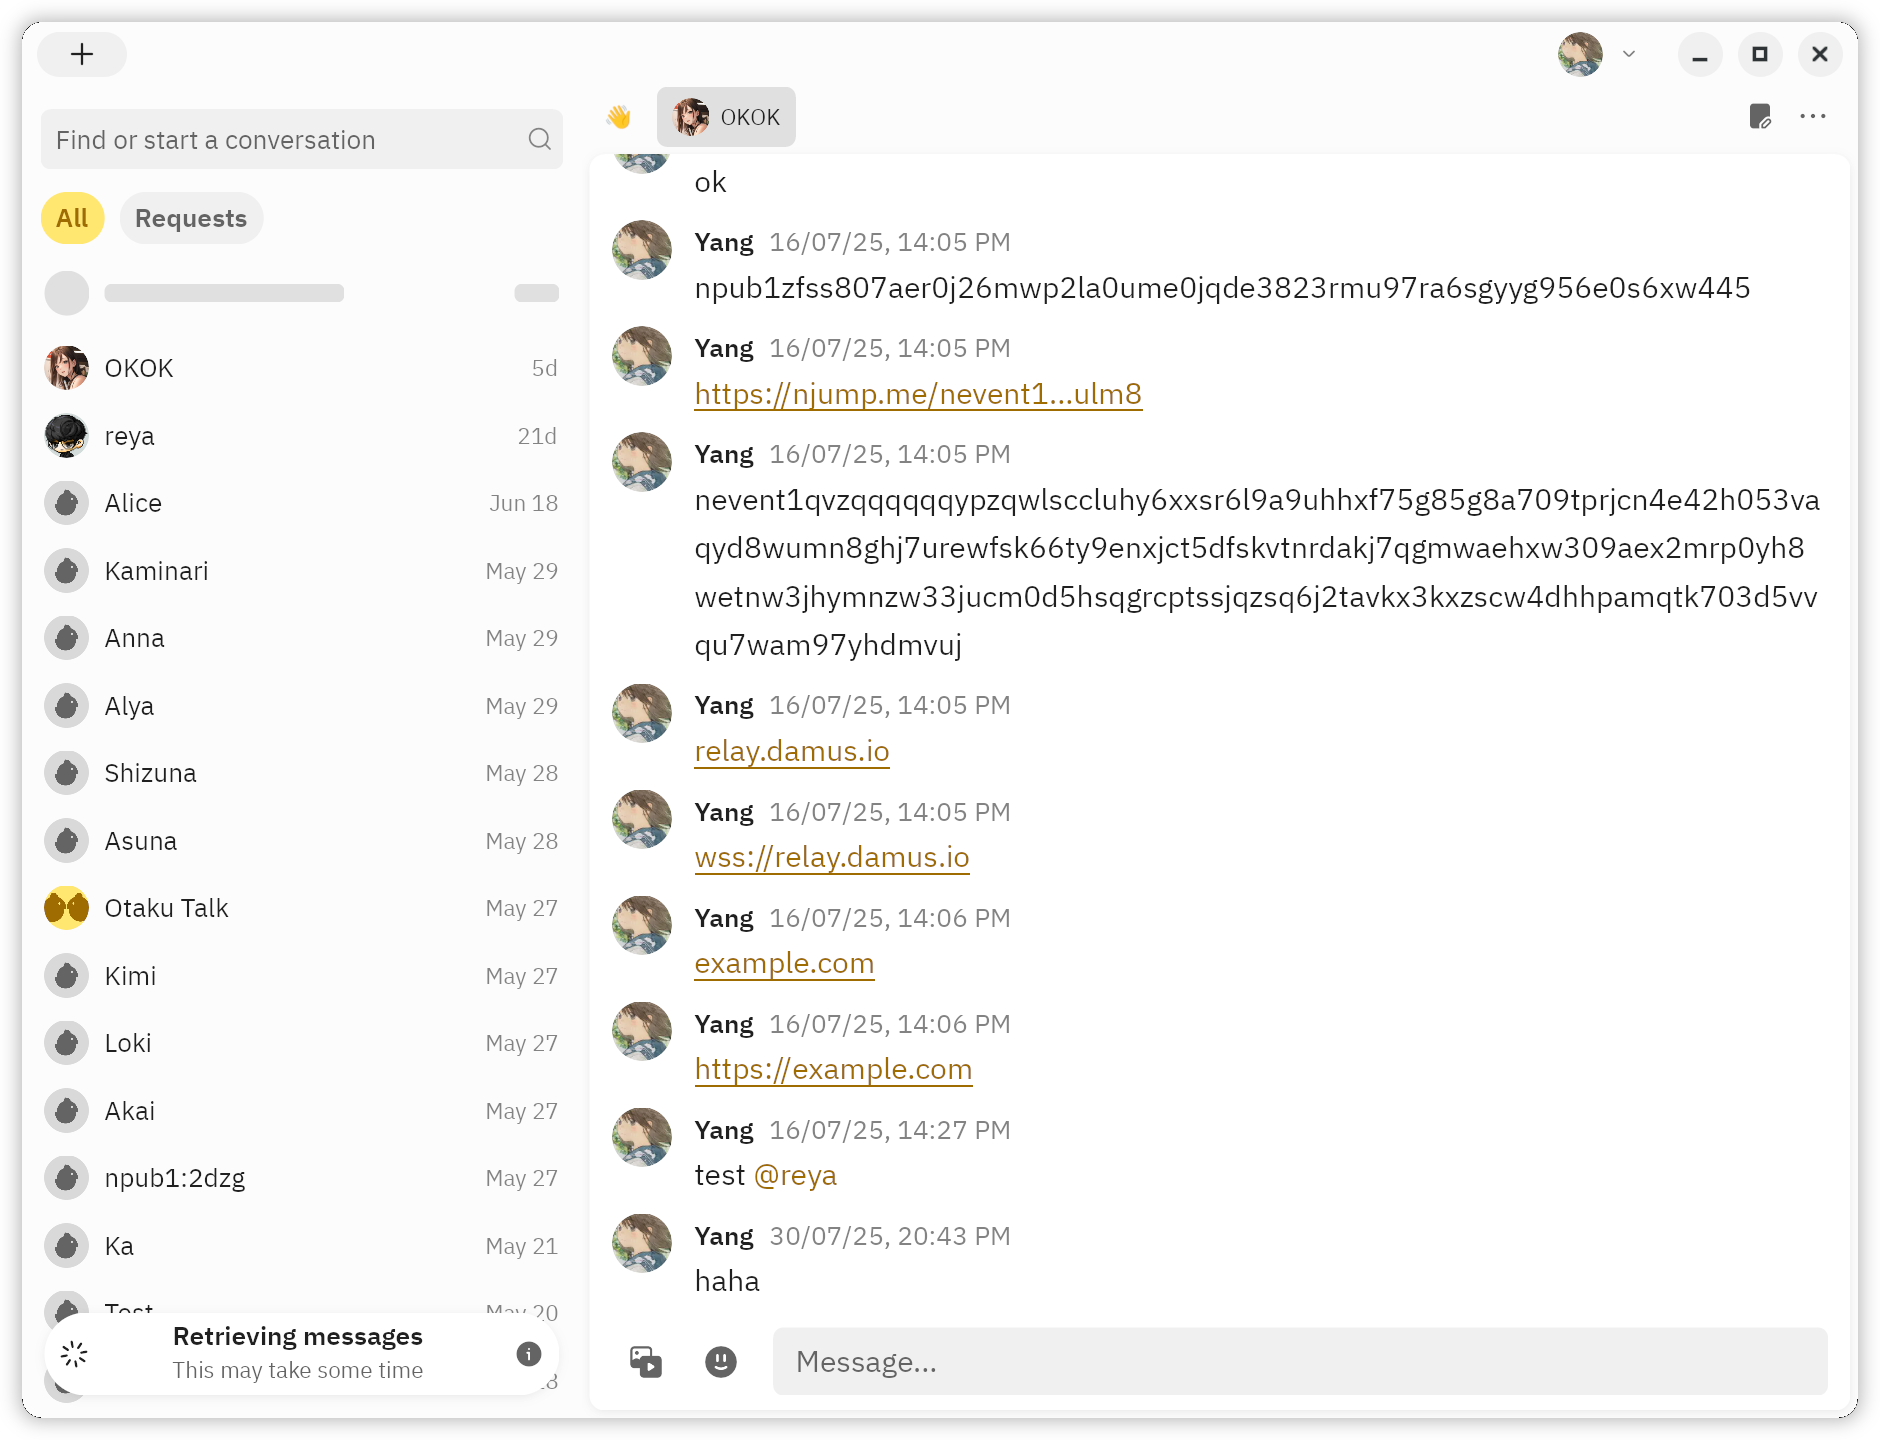 Find or start a conversation
All
Requests
OKOK
5d
reya
21d
Alice
Jun 18
Kaminari
May 29
Anna
May 29
Alya
May 29
Shizuna
May 28
Asuna
May 28
Otaku Talk
May 27
Kimi
May 27
Loki
May 27
Akai
May 27
npub1:2dzg
May 27
Ka
May 21
Test
May 20
Retrieving messages
This may take some time
OKOK
ok
Yang 16/07/25, 14:05 PM
npub1zfss807aer0j26mwp2la0ume0jqde3823rmu97ra6sgyyg956e0s6xw445
Yang 16/07/25, 14:05 PM
https://njump.me/nevent1...ulm8
Yang 16/07/25, 14:05 PM
nevent1qvzqqqqqqypzqwlsccluhy6xxsr6l9a9uhhxf75g85g8a709tprjcn4e42h053va
qyd8wumn8ghj7urewfsk66ty9enxjct5dfskvtnrdakj7qgmwaehxw309aex2mrp0yh8
wetnw3jhymnzw33jucm0d5hsqgrcptssjqzsq6j2tavkx3kxzscw4dhhpamqtk703d5vv
qu7wam97yhdmvuj
Yang 16/07/25, 14:05 PM
relay.damus.io
Yang 16/07/25, 14:05 PM
wss://relay.damus.io
Yang 16/07/25, 14:06 PM
example.com
Yang 16/07/25, 14:06 PM
https://example.com
Yang 16/07/25, 14:27 PM
test @reya
Yang 30/07/25, 20:43 PM
haha
Message...